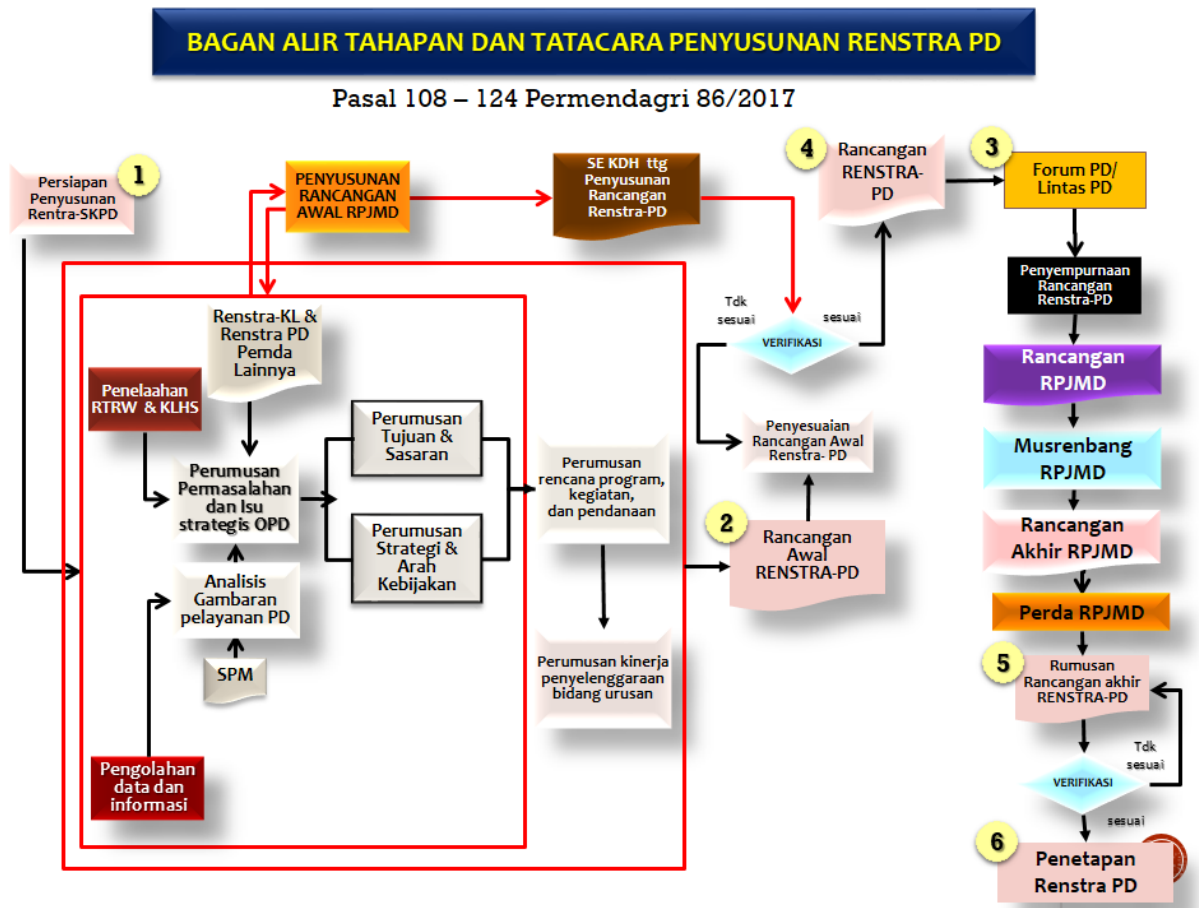 BAGAN ALIR TAHAPAN DAN TATACARA PENYUSUNAN RENSTRA PD
Pasal 108 – 124 Permendagri 86/2017
1
Persiapan
Penyusunan
Rentra-SKPD
PENYUSUNAN
RANCANGAN
AWAL RPJMD
SE KDH ttg
Penyusunan
Rancangan
Renstra-PD
4
Rancangan
RENSTRA-
PD
3
Forum PD/
Lintas PD
Penyempurnaan
Rancangan
Renstra-PD
Rancangan
RPJMD
Musrenbang
RPJMD
Rancangan
Akhir RPJMD
Perda RPJMD
5
Rumusan
Rancangan akhir
RENSTRA-PD
Tdk
sesuai
VERIFIKASI
sesuai
6
Penetapan
Renstra PD
Tdk
sesuai
sesuai
VERIFIKASI
Penyesuaian
Rancangan Awal
Renstra- PD
2
Rancangan
Awal
RENSTRA-PD
Renstra-KL &
Renstra PD
Pemda
Lainnya
Penelaahan
RTRW & KLHS
Perumusan
Permasalahan
dan Isu
strategis OPD
Perumusan
Tujuan &
Sasaran
Perumusan
Strategi &
Arah
Kebijakan
Perumusan
rencana program,
kegiatan,
dan pendanaan
Analisis
Gambaran
pelayanan PD
SPM
Perumusan kinerja
penyelenggaraan
bidang urusan
Pengolahan
data dan
informasi